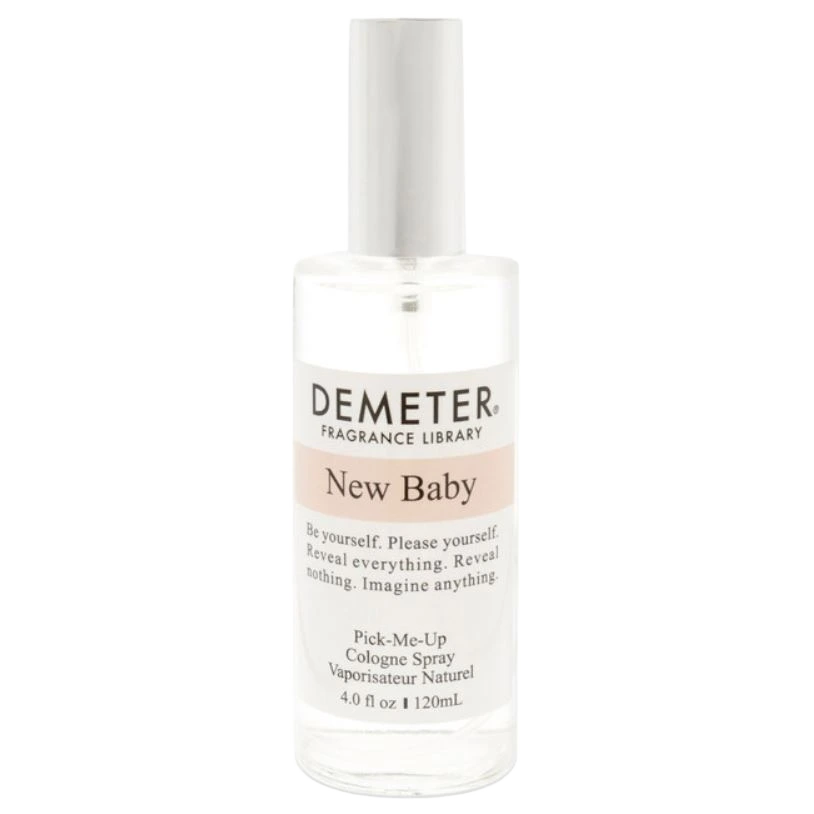 DEMETER®
FRAGRANCE LIBRARY
New Baby
Be yourself. Please yourself.
Reveal everything. Reveal
nothing. Imagine anything.
Pick-Me-Up
Cologne Spray
Vaporisateur Naturel
4.0 fl oz ▮ 120mL